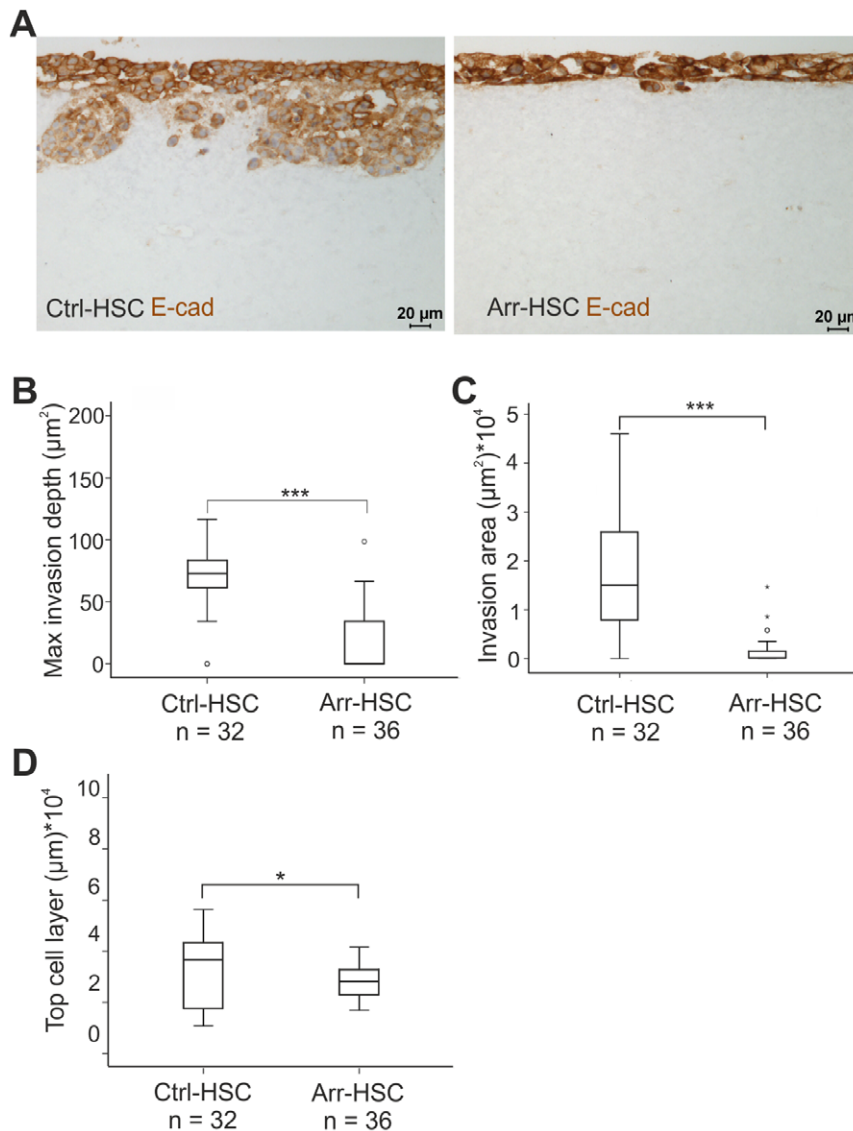 A
Ctrl-HSC E-cad
20 µm
Arr-HSC E-cad
20 µm
B
Max invasion depth (µm²)
200
150
100
50
0
***
Ctrl-HSC
n = 32
Arr-HSC
n = 36
C
Invasion area (µm²)*10⁴
5
4
3
2
1
0
***
Ctrl-HSC
n = 32
Arr-HSC
n = 36
D
Top cell layer (µm)*10⁴
10
8
6
4
2
0
*
Ctrl-HSC
n = 32
Arr-HSC
n = 36